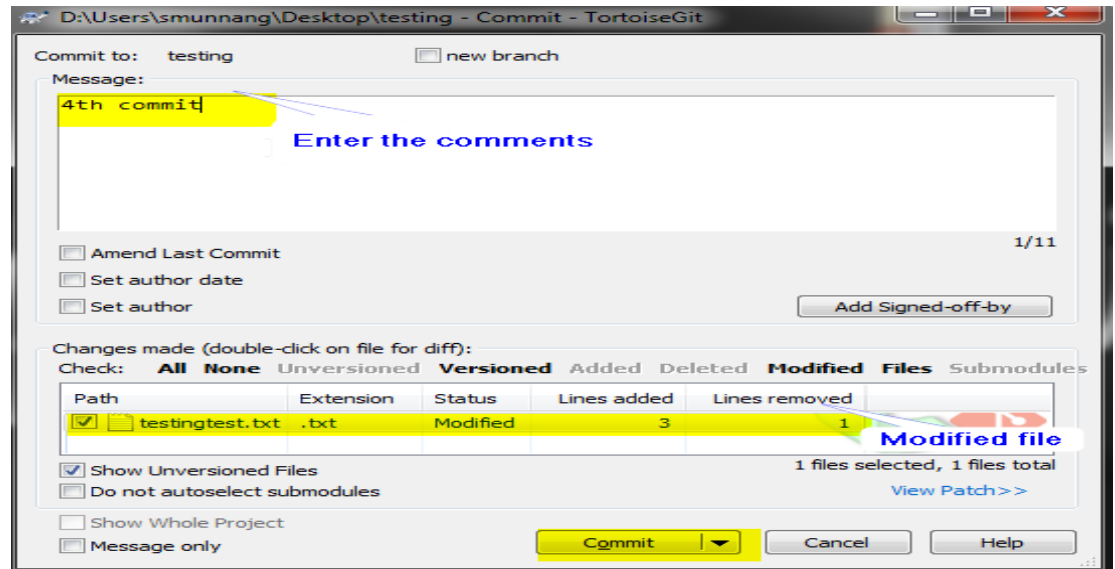 D:\Users\smunnang\Desktop\testing - Commit - TortoiseGit
Commit to: testing new branch
Message:
4th commit
Enter the comments
1/11
Amend Last Commit
Set author date
Set author Add Signed-off-by
Changes made (double-click on file for diff):
Check: All None Unversioned Versioned Added Deleted Modified Files Submodules
Path Extension Status Lines added Lines removed
testingtest.txt .txt Modified 3 1
Modified file
Show Unversioned Files 1 files selected, 1 files total
Do not autoselect submodules View Patch>>
Show Whole Project
Message only Commit Cancel Help